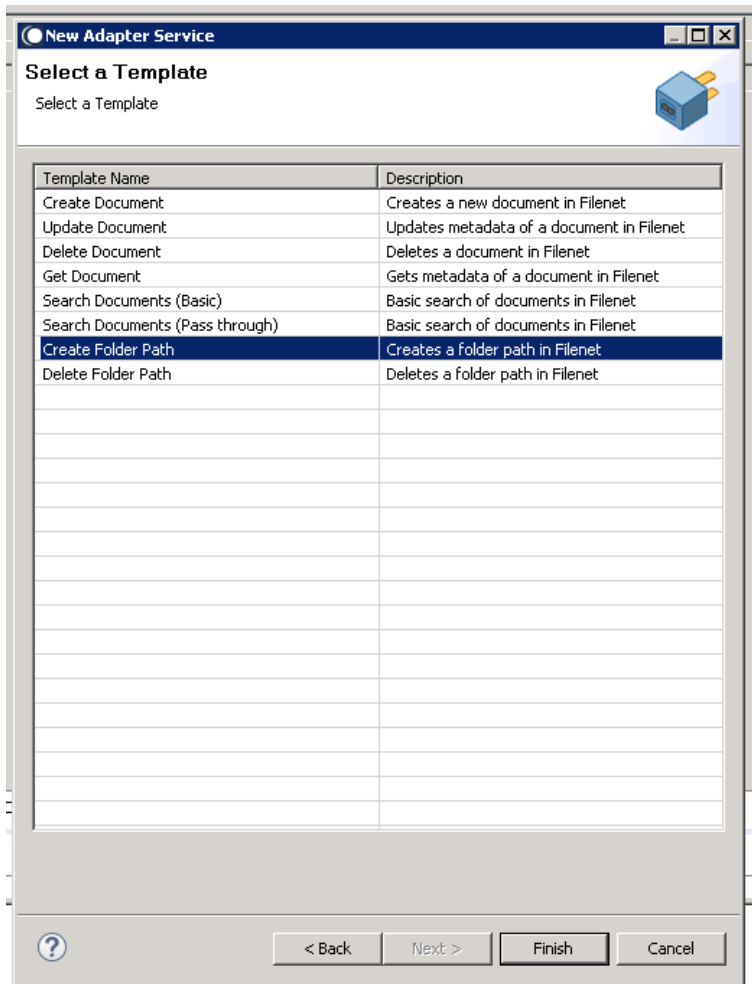 New Adapter Service
Select a Template
Select a Template
Template Name Description
Create Document Creates a new document in Filenet
Update Document Updates metadata of a document in Filenet
Delete Document Deletes a document in Filenet
Get Document Gets metadata of a document in Filenet
Search Documents (Basic) Basic search of documents in Filenet
Search Documents (Pass through) Basic search of documents in Filenet
Create Folder Path Creates a folder path in Filenet
Delete Folder Path Deletes a folder path in Filenet
? < Back Next > Finish Cancel